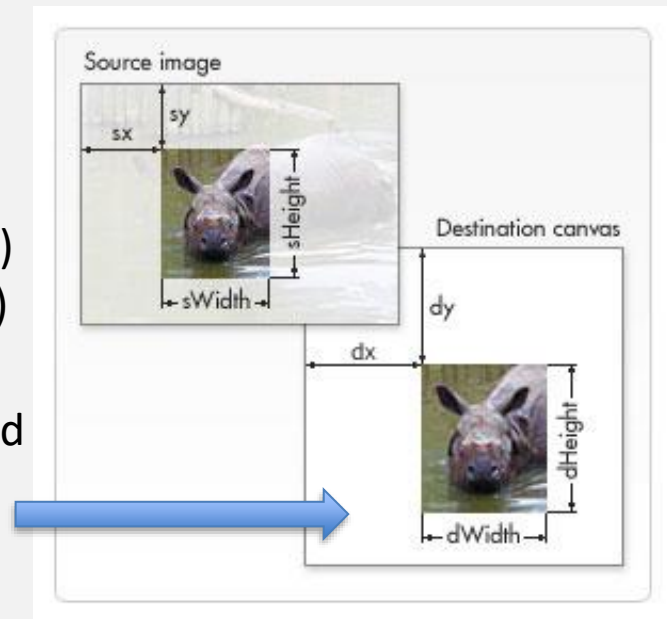 Source image
sy
sx
sHeight
sWidth
)
)
d
Destination canvas
dy
dx
dHeight
dWidth